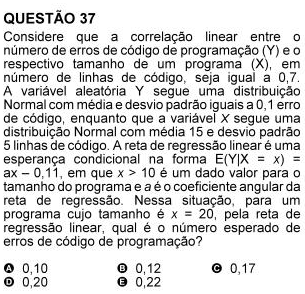 QUESTÃO 37
Considere que a correlação linear entre o
número de erros de código de programação (Y) e o
respectivo tamanho de um programa (X), em
número de linhas de código, seja igual a 0,7.
A variável aleatória Y segue uma distribuição
Normal com média e desvio padrão iguais a 0,1 erro
de código, enquanto que a variável X segue uma
distribuição Normal com média 15 e desvio padrão
5 linhas de código. A reta de regressão linear é uma
esperança condicional na forma E(Y|X = x) =
ax – 0,11, em que x > 10 é um dado valor para o
tamanho do programa e a é o coeficiente angular da
reta de regressão. Nessa situação, para um
programa cujo tamanho é x = 20, pela reta de
regressão linear, qual é o número esperado de
erros de código de programação?
A 0,10 B 0,12 C 0,17
D 0,20 E 0,22